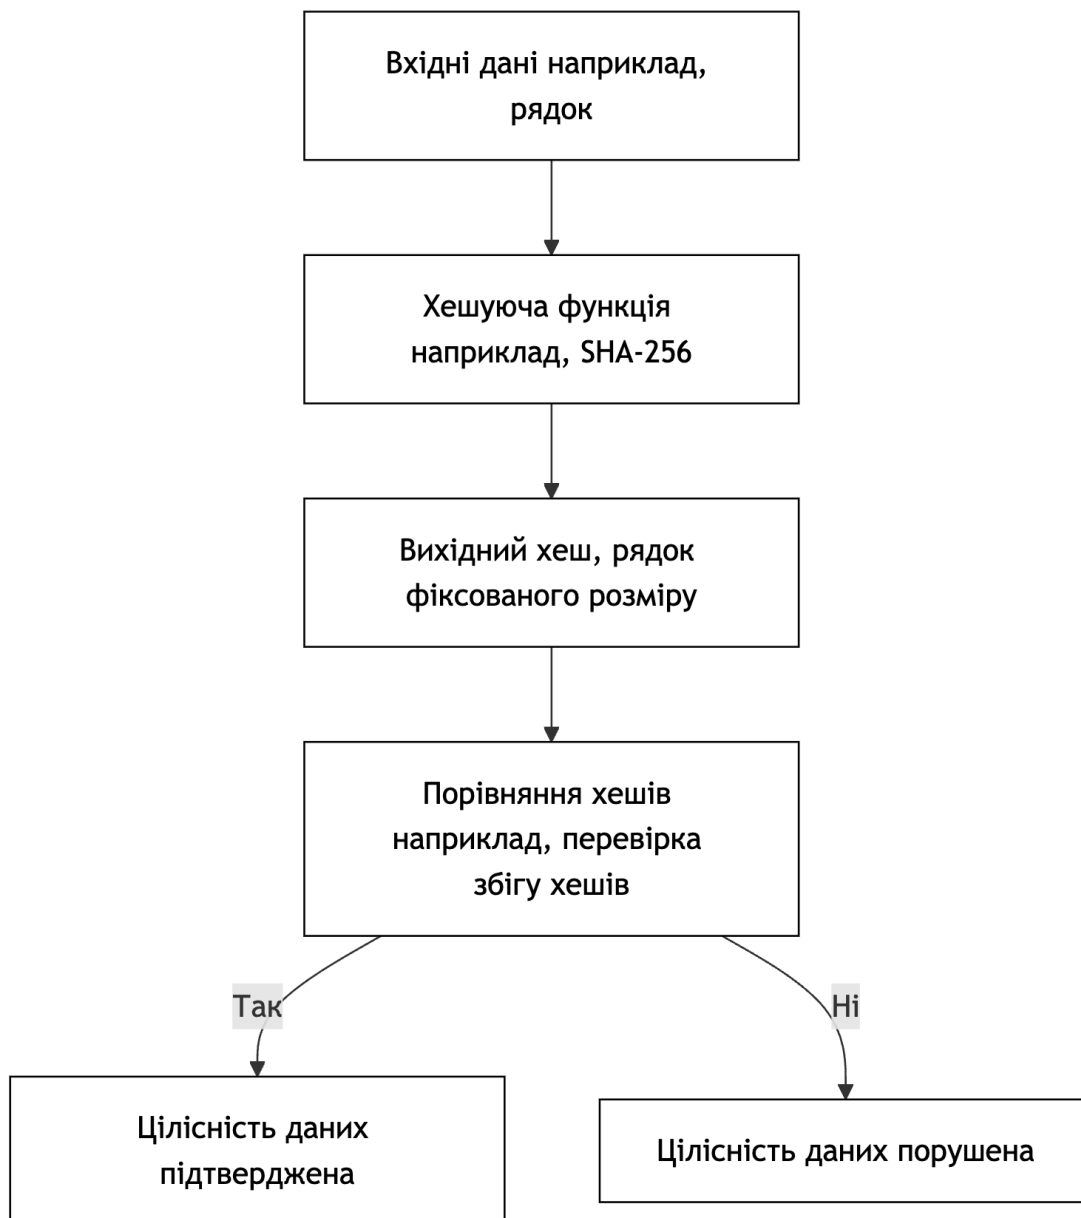 Вхідні дані наприклад,
рядок
Хешуюча функція
наприклад, SHA-256
Вихідний хеш, рядок
фіксованого розміру
Порівняння хешів
наприклад, перевірка
збігу хешів
Так
Ні
Цілісність даних
підтверджена
Цілісність даних порушена